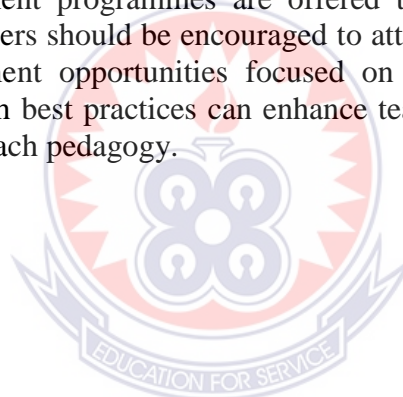 ent programmes are offered t
ers should be encouraged to att
ent opportunities focused on
best practices can enhance tea
ach pedagogy.
EDUCATION FOR SERVICE